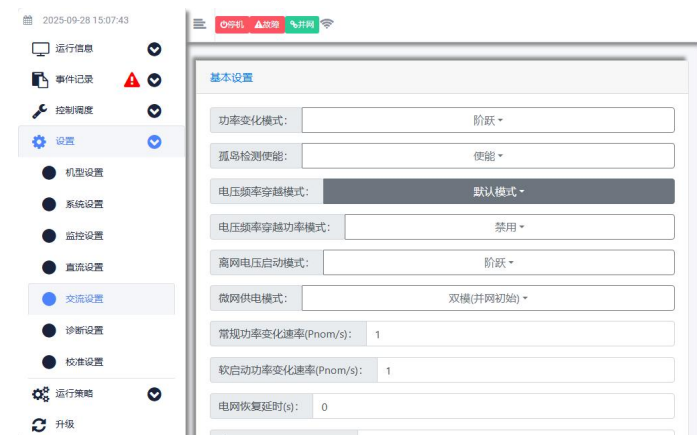 2025-09-28 15:07:43
停机 故障 并网
运行信息
事件记录
控制调度
设置
机型设置
系统设置
监控设置
直流设置
交流设置
诊断设置
校准设置
运行策略
升级
基本设置
功率变化模式: 阶跃
孤岛检测使能: 使能
电压频率穿越模式: 默认模式
电压频率穿越功率模式: 禁用
离网电压启动模式: 阶跃
微网供电模式: 双模(并网初始)
常规功率变化速率(Pnom/s): 1
软启动功率变化速率(Pnom/s): 1
电网恢复延时(s): 0